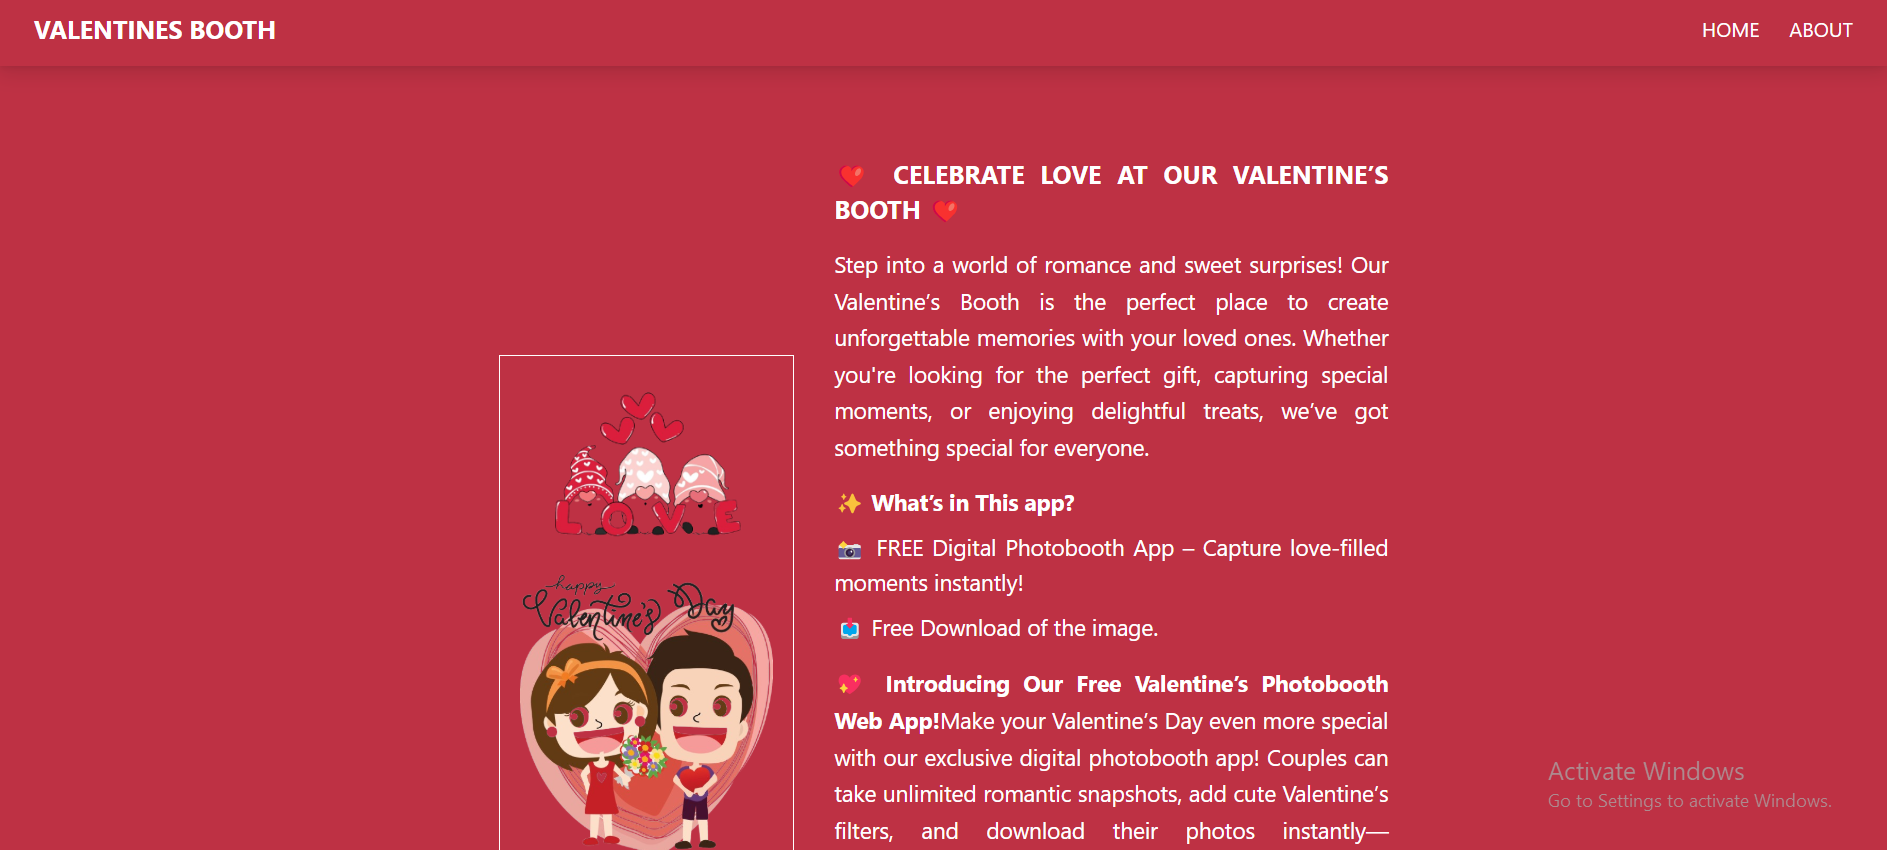 VALENTINES BOOTH
HOME ABOUT
❤️ CELEBRATE LOVE AT OUR VALENTINE’S
BOOTH ❤️
Step into a world of romance and sweet surprises! Our
Valentine’s Booth is the perfect place to create
unforgettable memories with your loved ones. Whether
you're looking for the perfect gift, capturing special
moments, or enjoying delightful treats, we’ve got
something special for everyone.
✨ What’s in This app?
📸 FREE Digital Photobooth App – Capture love-filled
moments instantly!
📥 Free Download of the image.
💖 Introducing Our Free Valentine’s Photobooth
Web App!Make your Valentine’s Day even more special
with our exclusive digital photobooth app! Couples can
take unlimited romantic snapshots, add cute Valentine’s
filters, and download their photos instantly—
LOVE
happy
Valentine's Day
Activate Windows
Go to Settings to activate Windows.